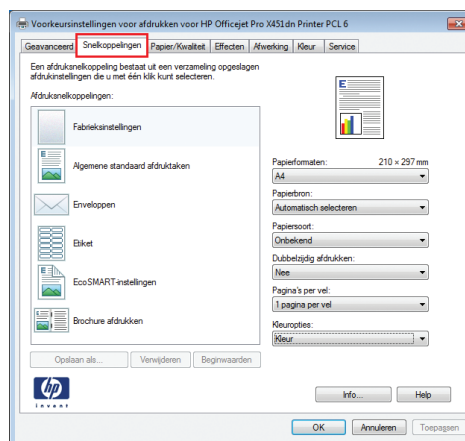 Voorkeursinstellingen voor afdrukken voor HP Officejet Pro X451dn Printer PCL 6
Geavanceerd Snelkoppelingen Papier/Kwaliteit Effecten Afwerking Kleur Service
Een afdruksnelkoppeling bestaat uit een verzameling opgeslagen
afdrukinstellingen die u met één klik kunt selecteren.
Afdruksnelkoppelingen:
Fabrieksinstellingen
Algemene standaard afdruktaken
Enveloppen
Etiket
EcoSMART-instellingen
Brochure afdrukken
Opslaan als... Verwijderen Beginwaarden
Papierformaten: 210 × 297 mm
A4
Papierbron:
Automatisch selecteren
Papiersoort:
Onbekend
Dubbelzijdig afdrukken:
Nee
Pagina's per vel:
1 pagina per vel
Kleuropties:
Kleur
hp
invent
Info... Help
OK Annuleren Toepassen